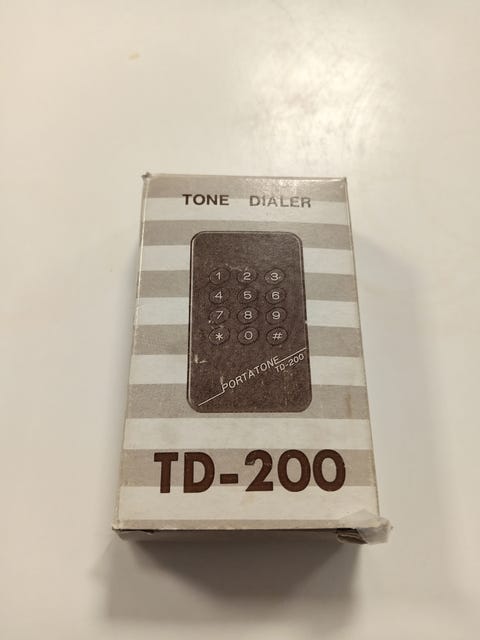 TONE DIALER
1 2 3
4 5 6
7 8 9
* 0 #
PORTATONE
TD-200
TD-200